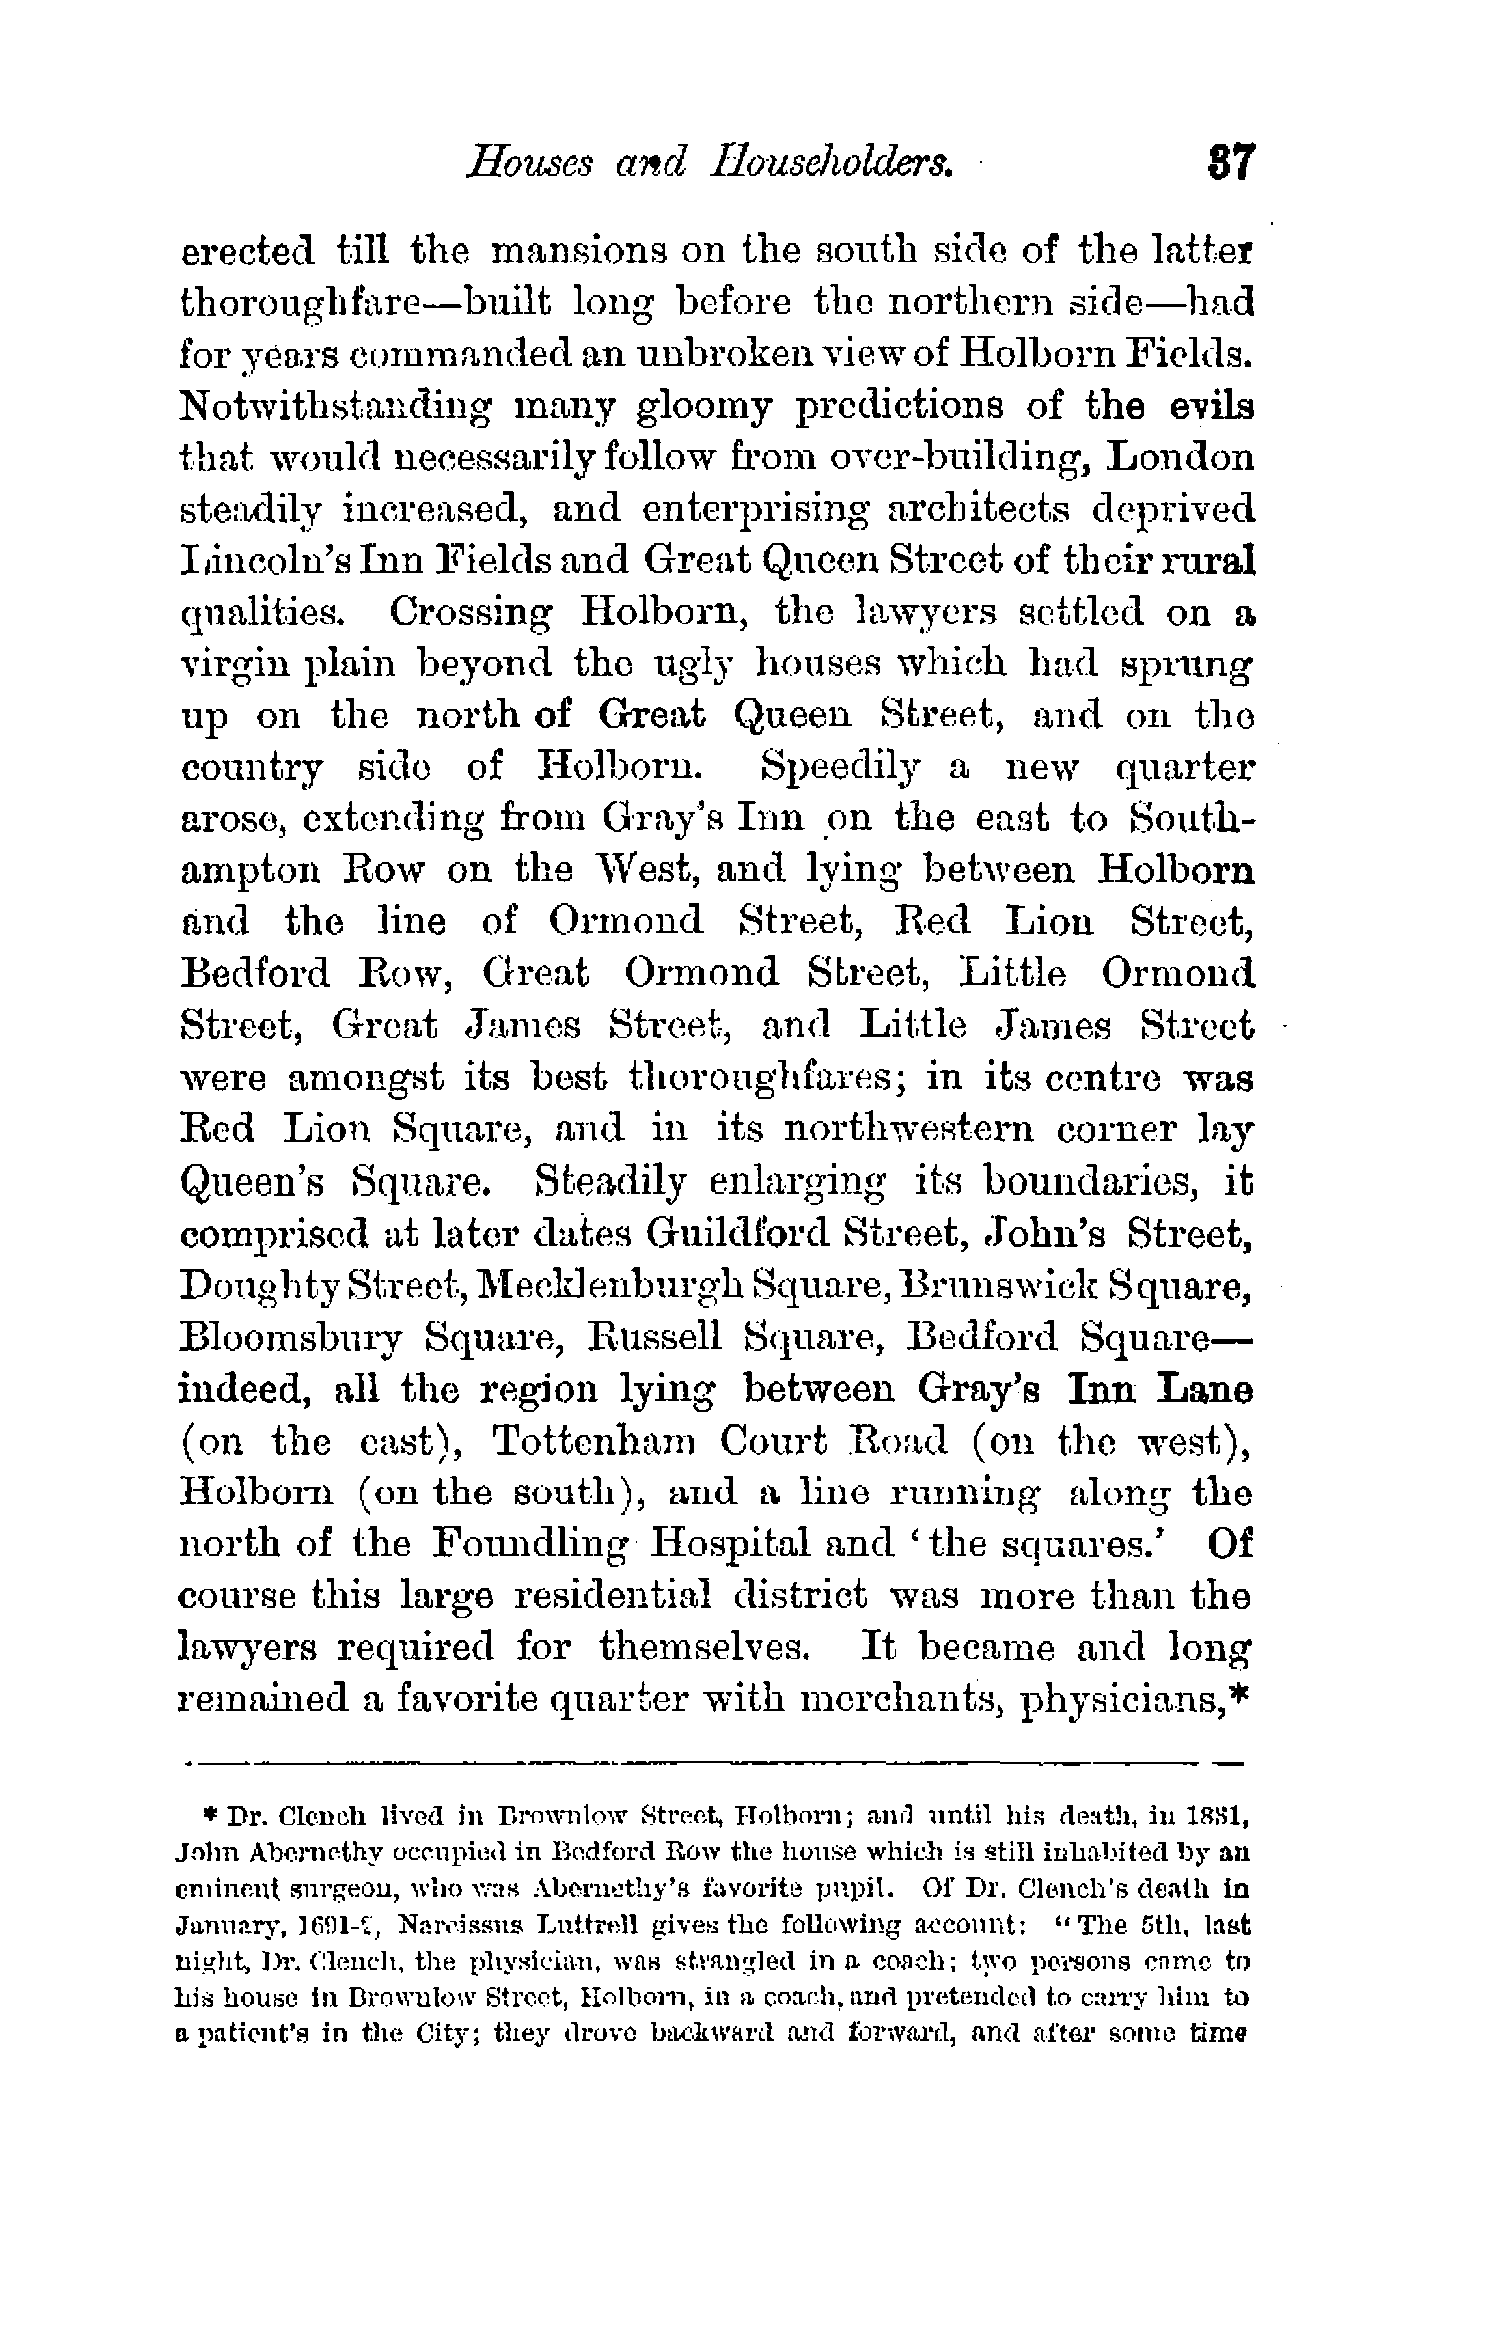 Houses and Householders. 37
erected till the mansions on the south side of the latter
thoroughfare—built long before the northern side—had
for years commanded an unbroken view of Holborn Fields.
Notwithstanding many gloomy predictions of the evils
that would necessarily follow from over-building, London
steadily increased, and enterprising architects deprived
Lincoln's Inn Fields and Great Queen Street of their rural
qualities. Crossing Holborn, the lawyers settled on a
virgin plain beyond the ugly houses which had sprung
up on the north of Great Queen Street, and on the
country side of Holborn. Speedily a new quarter
arose, extending from Gray's Inn on the east to South-
ampton Row on the West, and lying between Holborn
and the line of Ormond Street, Red Lion Street,
Bedford Row, Great Ormond Street, Little Ormond
Street, Great James Street, and Little James Street
were amongst its best thoroughfares; in its centre was
Red Lion Square, and in its northwestern corner lay
Queen's Square. Steadily enlarging its boundaries, it
comprised at later dates Guildford Street, John's Street,
Doughty Street, Mecklenburgh Square, Brunswick Square,
Bloomsbury Square, Russell Square, Bedford Square—
indeed, all the region lying between Gray's Inn Lane
(on the east), Tottenham Court Road (on the west),
Holborn (on the south), and a line running along the
north of the Foundling Hospital and 'the squares.' Of
course this large residential district was more than the
lawyers required for themselves. It became and long
remained a favorite quarter with merchants, physicians,*
* Dr. Clench lived in Brownlow Street, Holborn; and until his death, in 1831,
John Abernethy occupied in Bedford Row the house which is still inhabited by an
eminent surgeon, who was Abernethy's favorite pupil. Of Dr. Clench's death in
January, 1691-2, Narcissus Luttrell gives the following account: "The 5th, last
night, Dr. Clench, the physician, was strangled in a coach; two persons came to
his house in Brownlow Street, Holborn, in a coach, and pretended to carry him to
a patient's in the City; they drove backward and forward, and after some time